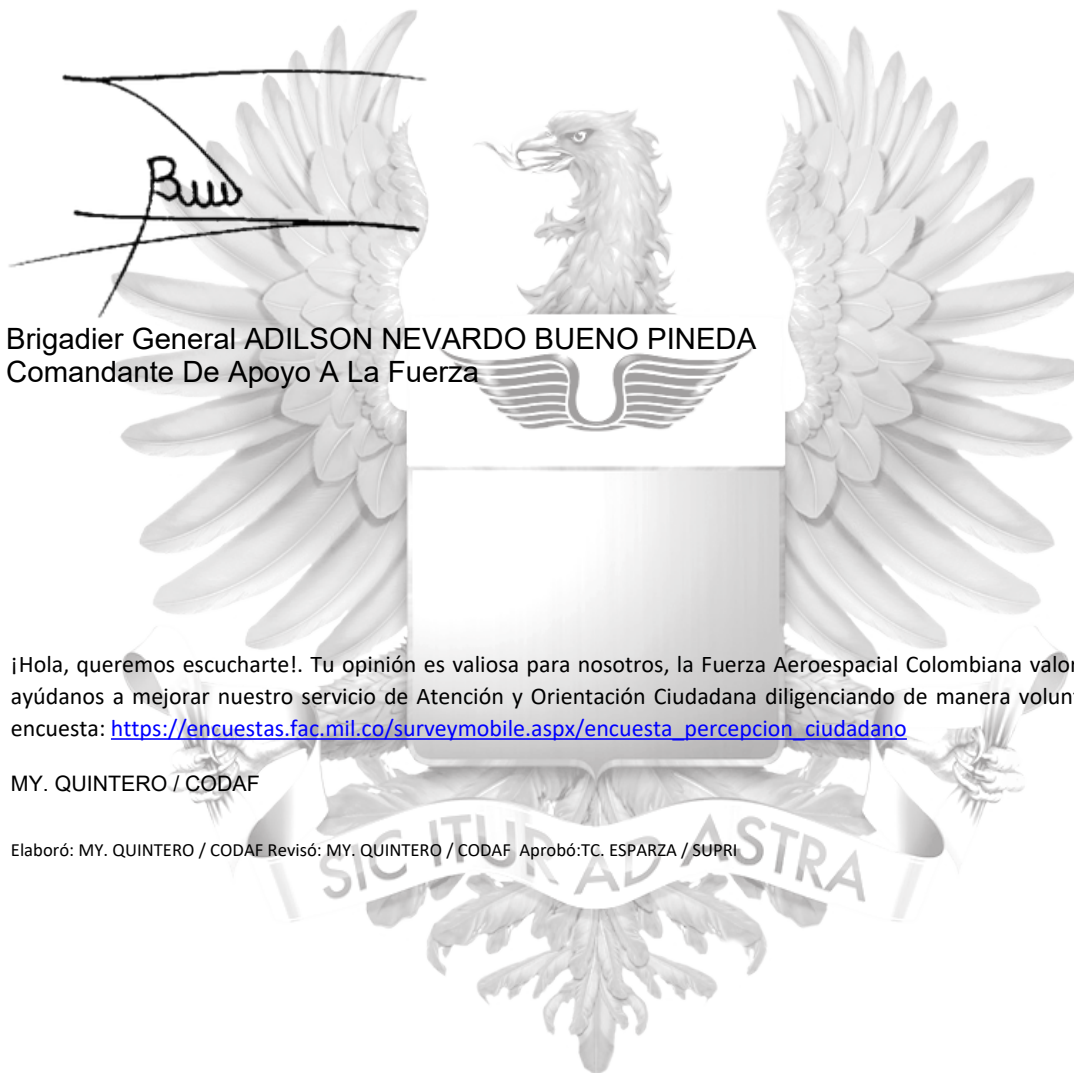 Brigadier General ADILSON NEVARDO BUENO PINEDA
Comandante De Apoyo A La Fuerza
¡Hola, queremos escucharte!. Tu opinión es valiosa para nosotros, la Fuerza Aeroespacial Colombiana valor
ayúdanos a mejorar nuestro servicio de Atención y Orientación Ciudadana diligenciando de manera volunt
encuesta: https://encuestas.fac.mil.co/surveymobile.aspx/encuesta_percepcion_ciudadano
MY. QUINTERO / CODAF
Elaboró: MY. QUINTERO / CODAF Revisó: MY. QUINTERO / CODAF Aprobó:TC. ESPARZA / SUPRI
SIC ITUR AD ASTRA